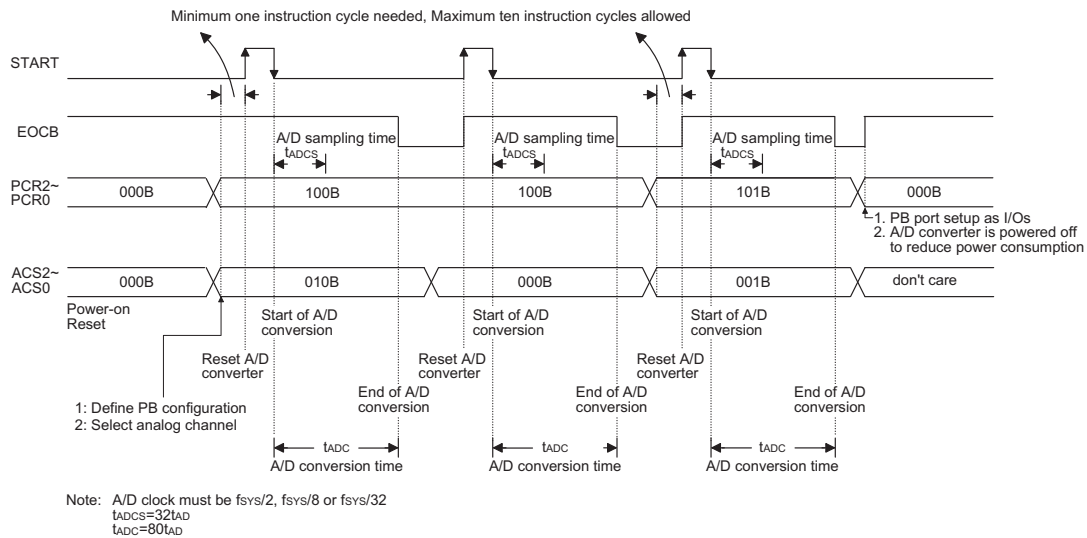 Minimum one instruction cycle needed, Maximum ten instruction cycles allowed
START
EOCB
A/D sampling time
tADCS
A/D sampling time
tADCS
A/D sampling time
tADCS
PCR2~
PCR0
000B
100B
100B
101B
000B
1. PB port setup as I/Os
2. A/D converter is powered off
to reduce power consumption
ACS2~
ACS0
000B
010B
000B
001B
don't care
Power-on
Reset
Start of A/D
conversion
Start of A/D
conversion
Start of A/D
conversion
Reset A/D
converter
Reset A/D
converter
Reset A/D
converter
1: Define PB configuration
2: Select analog channel
End of A/D
conversion
End of A/D
conversion
End of A/D
conversion
tADC
A/D conversion time
tADC
A/D conversion time
tADC
A/D conversion time
Note: A/D clock must be fSYS/2, fSYS/8 or fSYS/32
tADCS=32tAD
tADC=80tAD